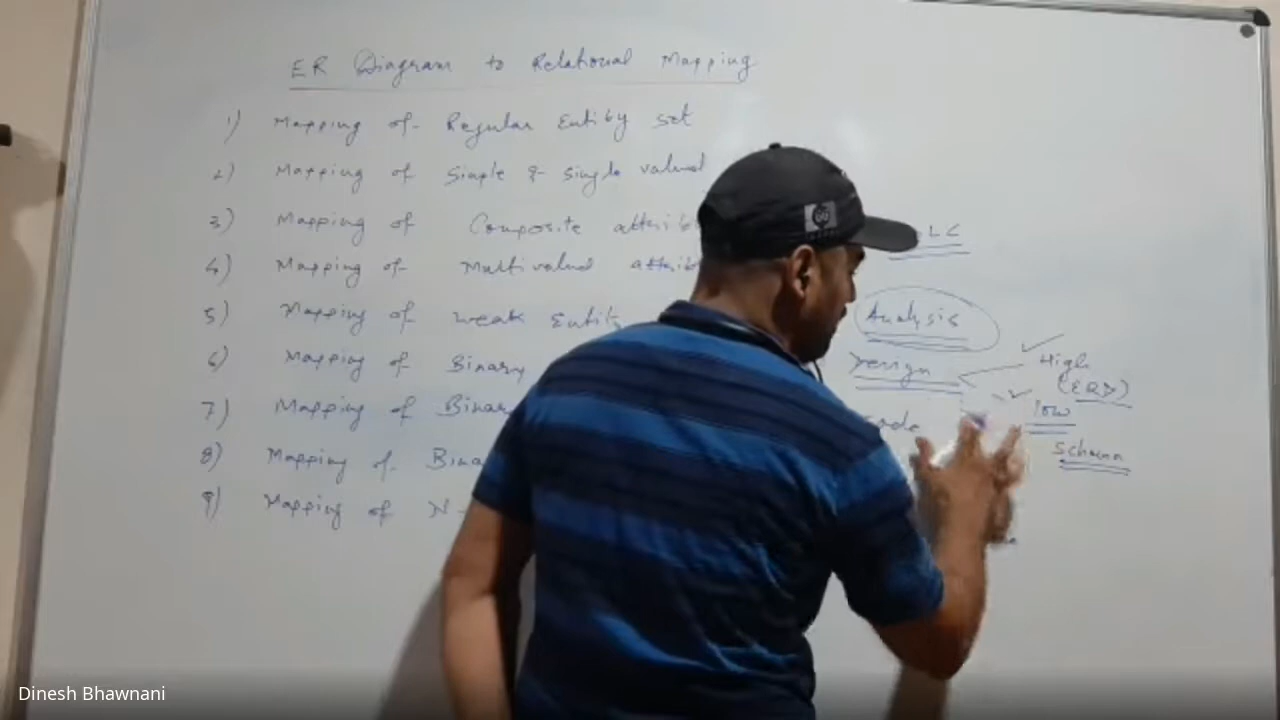 ER Diagram to Relational Mapping
1) Mapping of Regular Entity set
2) Mapping of Simple & single valued
3) Mapping of Composite attrib
4) Mapping of Multivalued attrib
5) Mapping of weak Entity
6) Mapping of Binary
7) Mapping of Binar
8) Mapping of Bina
9) Mapping of N-
LC
Analysis
Design
High
(ERD)
low
Code
Schema
Dinesh Bhawnani